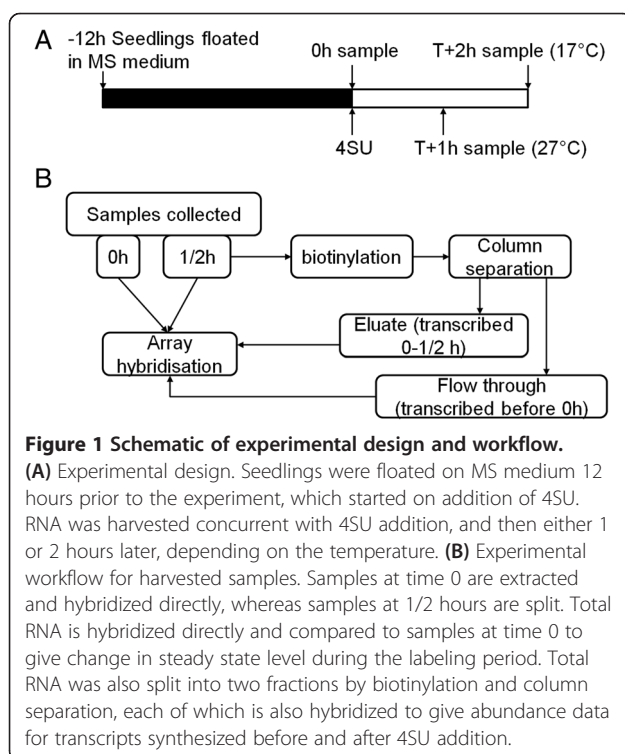 A
-12h Seedlings floated
in MS medium
0h sample
T+2h sample (17°C)
4SU
T+1h sample (27°C)
B
Samples collected
0h
1/2h
biotinylation
Column
separation
Eluate (transcribed
0-1/2 h)
Array
hybridisation
Flow through
(transcribed before 0h)
Figure 1 Schematic of experimental design and workflow.
(A) Experimental design. Seedlings were floated on MS medium 12
hours prior to the experiment, which started on addition of 4SU.
RNA was harvested concurrent with 4SU addition, and then either 1
or 2 hours later, depending on the temperature. (B) Experimental
workflow for harvested samples. Samples at time 0 are extracted
and hybridized directly, whereas samples at 1/2 hours are split. Total
RNA is hybridized directly and compared to samples at time 0 to
give change in steady state level during the labeling period. Total
RNA was also split into two fractions by biotinylation and column
separation, each of which is also hybridized to give abundance data
for transcripts synthesized before and after 4SU addition.